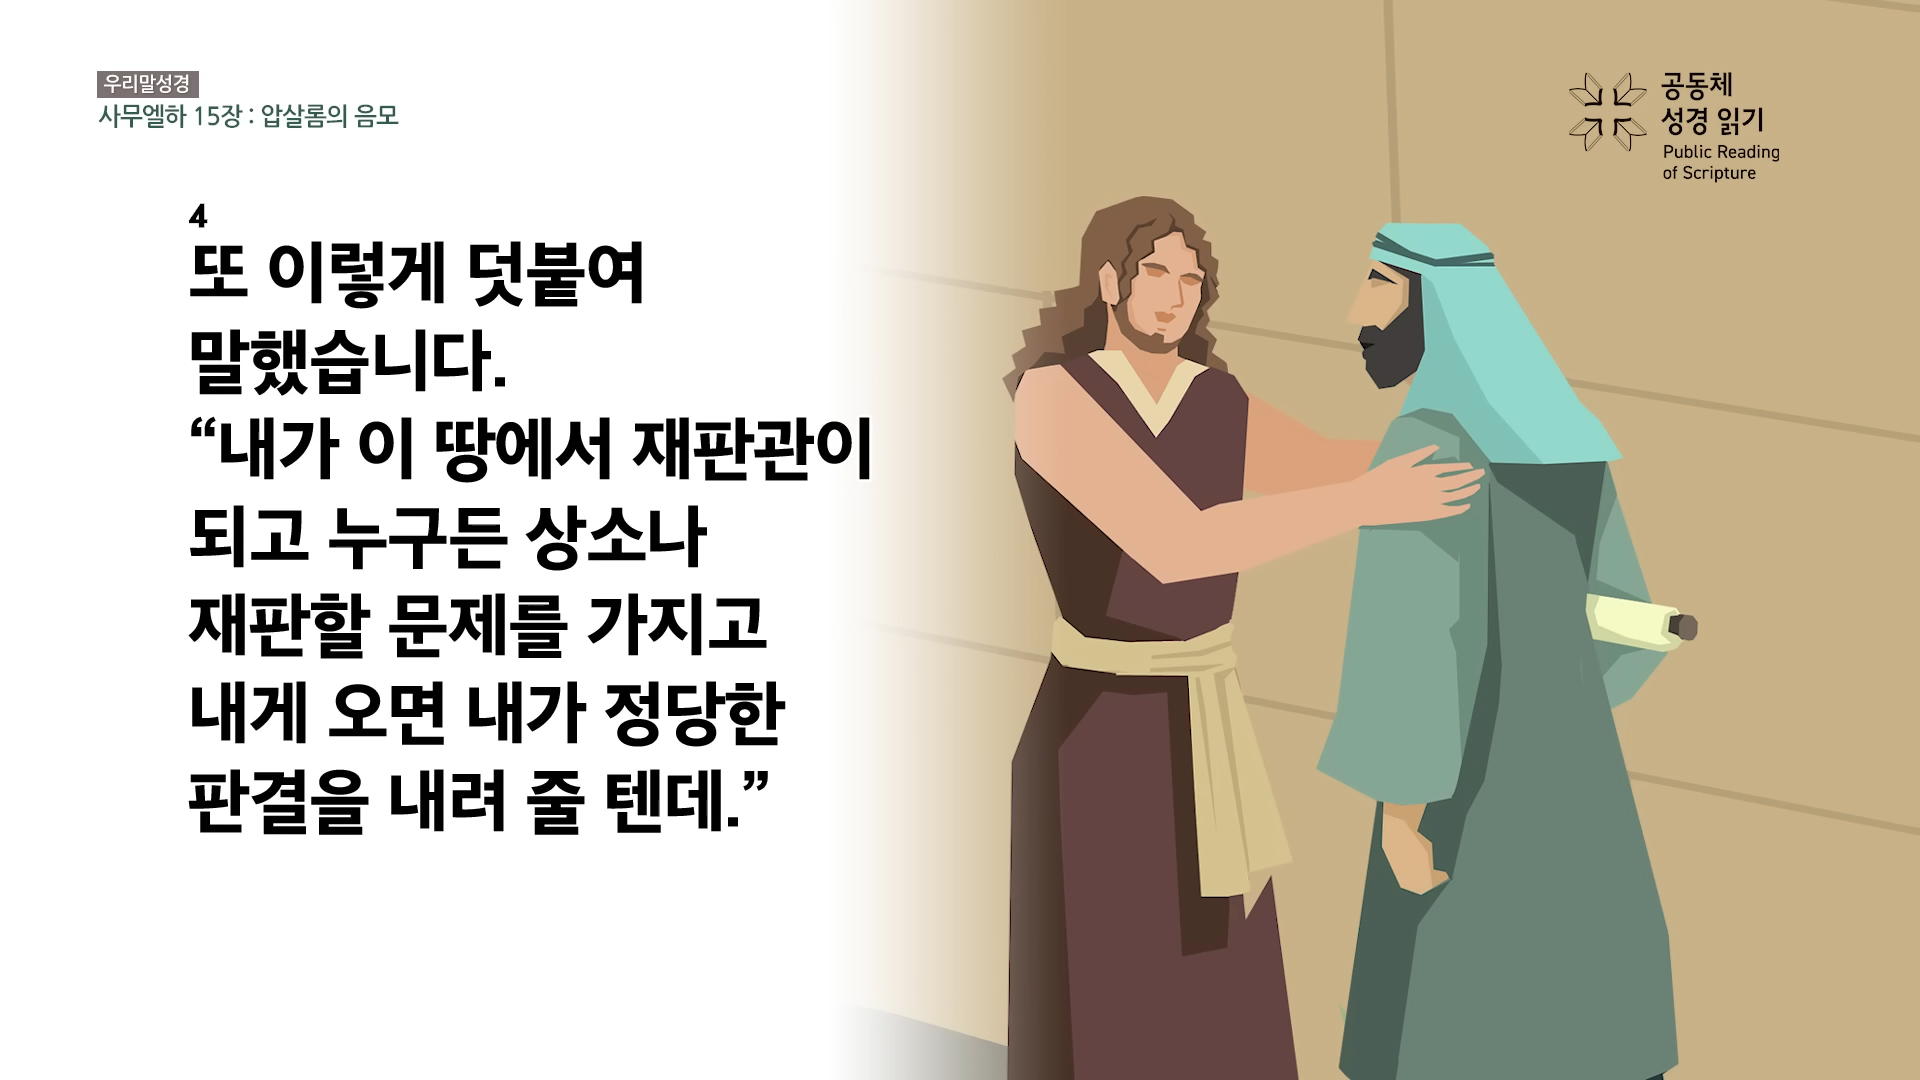 우리말성경
사무엘하 15장 : 압살롬의 음모
공동체
성경 읽기
Public Reading
of Scripture
4
또 이렇게 덧붙여
말했습니다.
“내가 이 땅에서 재판관이
되고 누구든 상소나
재판할 문제를 가지고
내게 오면 내가 정당한
판결을 내려 줄 텐데.”